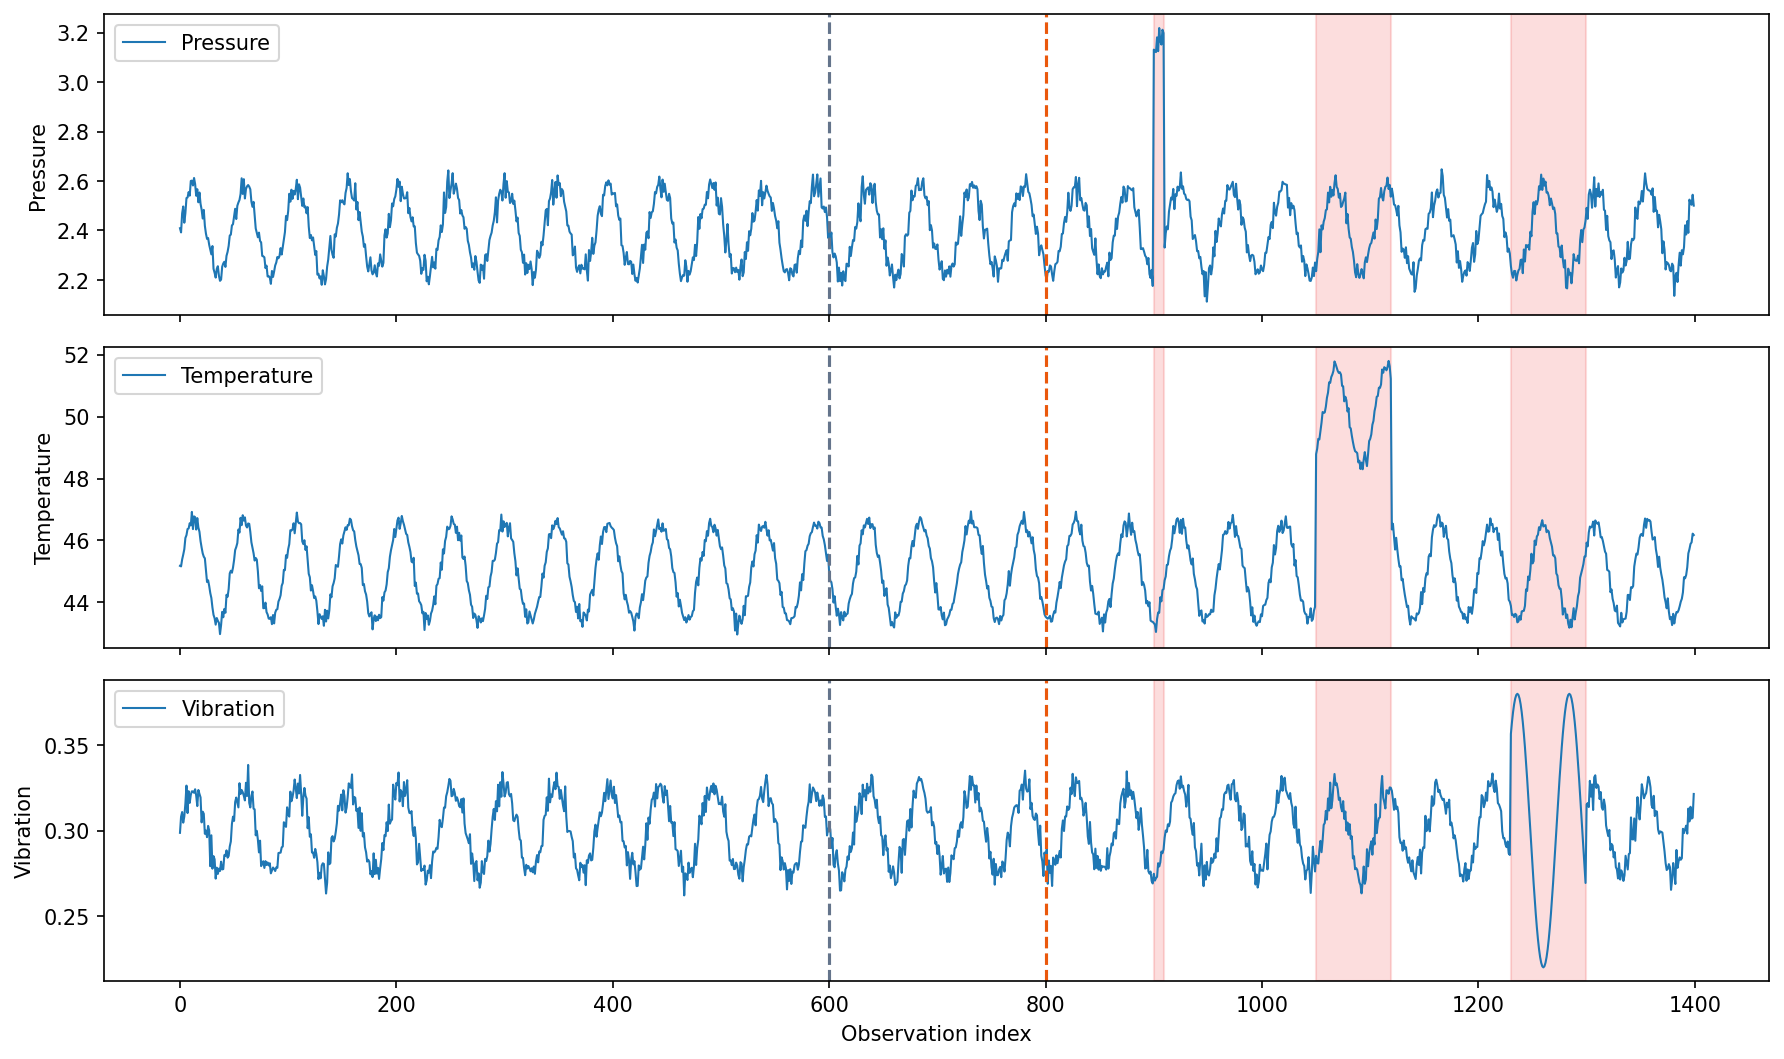 Pressure
3.2
3.0
2.8
2.6
2.4
2.2
Pressure
Temperature
52
50
48
46
44
Temperature
Vibration
0.35
0.30
0.25
Vibration
0 200 400 600 800 1000 1200 1400
Observation index